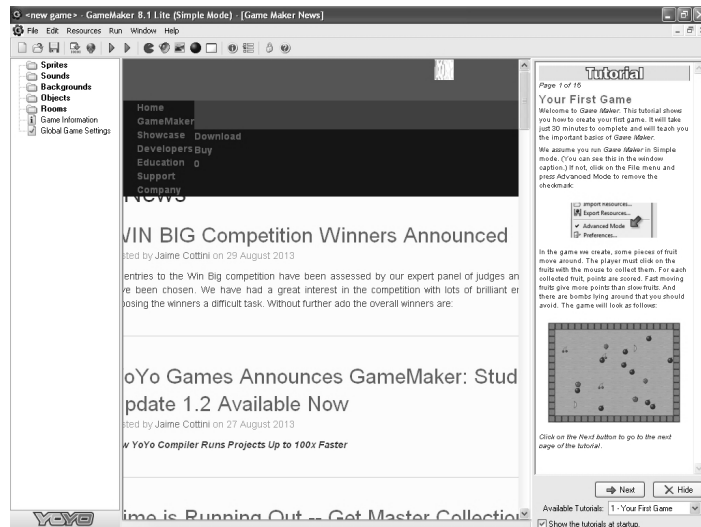 <new game> - GameMaker 8.1 Lite (Simple Mode) - [Game Maker News]
File Edit Resources Run Window Help
Sprites
Sounds
Backgrounds
Objects
Rooms
Game Information
Global Game Settings
YOYO
Home
GameMaker
Showcase Download
Developers Buy
Education 0
Support
Company
News
WIN BIG Competition Winners Announced
sted by Jaime Cottini on 29 August 2013
entries to the Win Big competition have been assessed by our expert panel of judges an
ve been chosen. We have had a great interest in the competition with lots of brilliant er
osing the winners a difficult task. Without further ado the overall winners are:
oYo Games Announces GameMaker: Stud
pdate 1.2 Available Now
sted by Jaime Cottini on 27 August 2013
w YoYo Compiler Runs Projects Up to 100x Faster
ime is Running Out -- Get Master Collection
Tutorial
Page 1 of 16
Your First Game
Welcome to Game Maker. This tutorial shows
you how to create your first game. It will take
just 30 minutes to complete and will teach you
the important basics of Game Maker.
We assume you run Game Maker in Simple
mode. (You can see this in the window
caption.) If not, click on the File menu and
press Advanced Mode to remove the
checkmark:
Import Resources...
Export Resources...
Advanced Mode
Preferences...
In the game we create, some pieces of fruit
move around. The player must click on the
fruits with the mouse to collect them. For each
collected fruit, points are scored. Fast moving
fruits give more points than slow fruits. And
there are bombs lying around that you should
avoid. The game will look as follows:
Click on the Next button to go to the next
page of the tutorial.
Next Hide
Available Tutorials: 1 - Your First Game
Show the tutorials at startup.